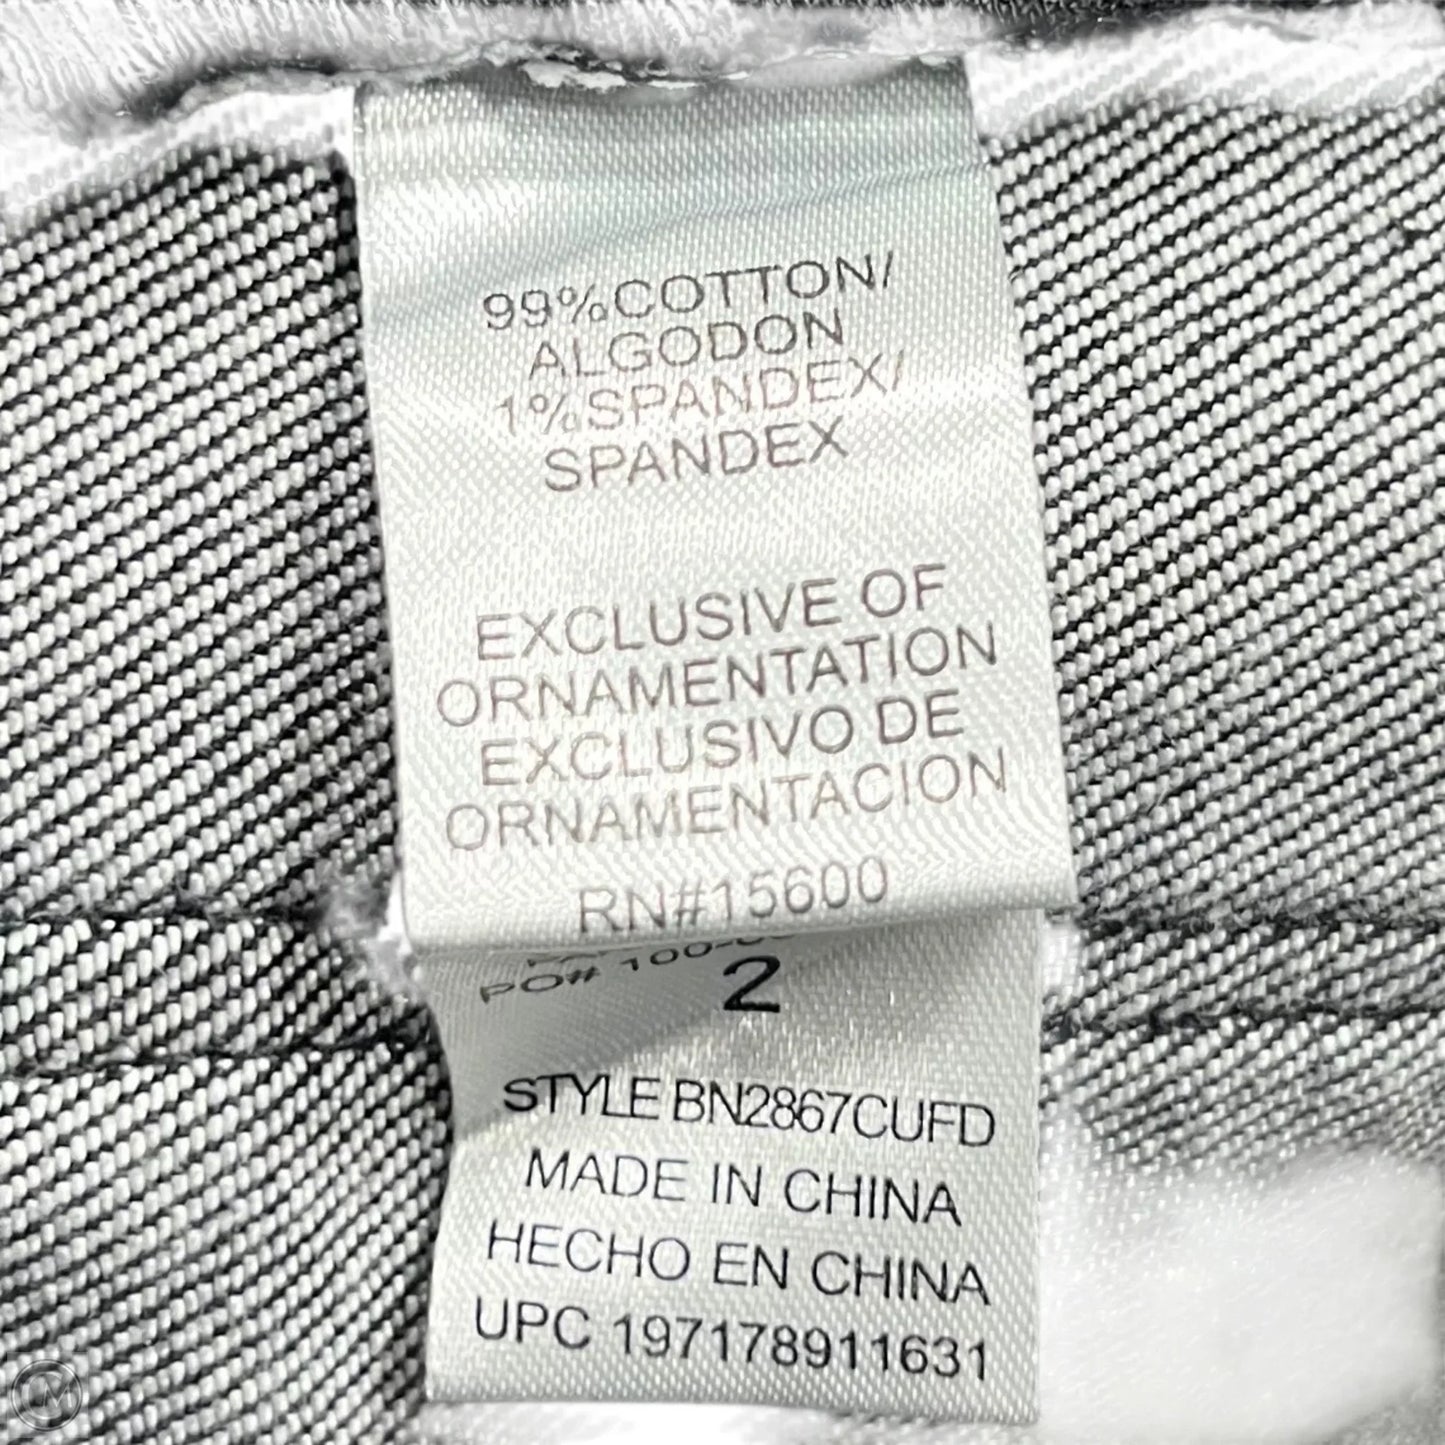 99%COTTON/
ALGODON
1%SPANDEX/
SPANDEX
EXCLUSIVE OF
ORNAMENTATION
EXCLUSIVO DE
ORNAMENTACION
RN#15600
PO#
2
STYLE BN2867CUFD
MADE IN CHINA
HECHO EN CHINA
UPC 197178911631